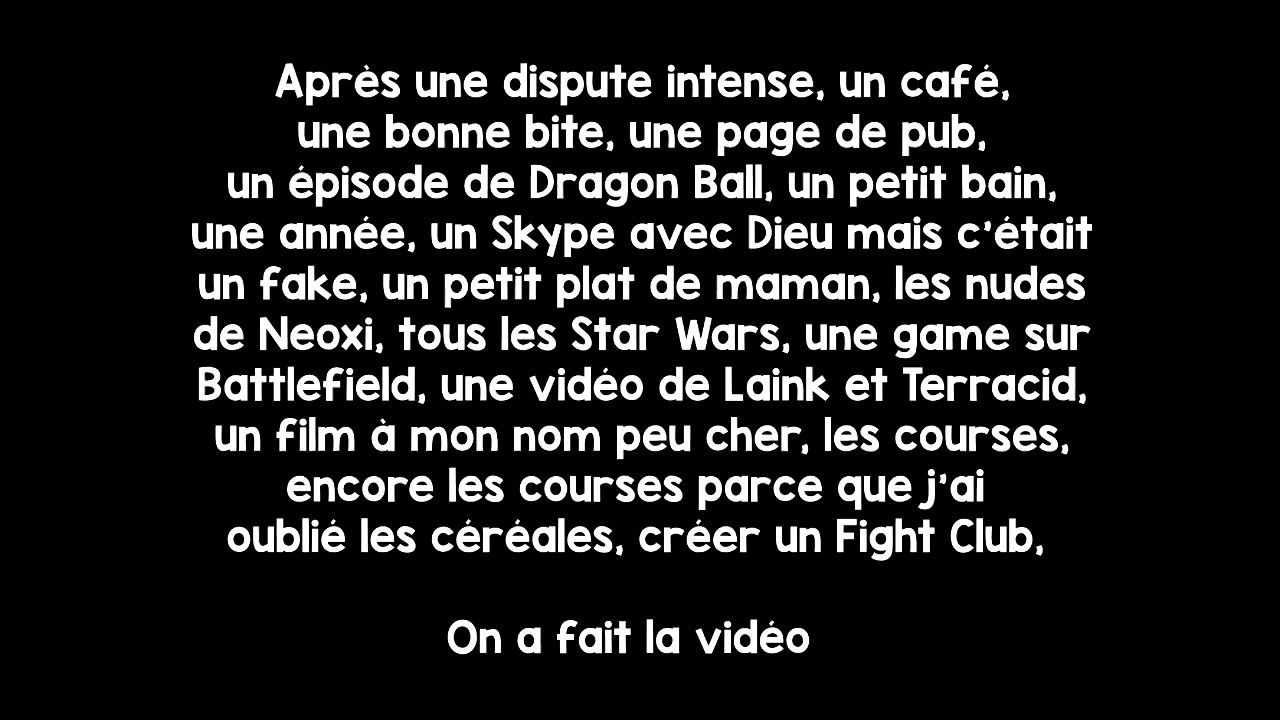 Après une dispute intense, un café,
une bonne bite, une page de pub,
un épisode de Dragon Ball, un petit bain,
une année, un Skype avec Dieu mais c'était
un fake, un petit plat de maman, les nudes
de Neoxi, tous les Star Wars, une game sur
Battlefield, une vidéo de Laink et Terracid,
un film à mon nom peu cher, les courses,
encore les courses parce que j'ai
oublié les céréales, créer un Fight Club,
On a fait la vidéo